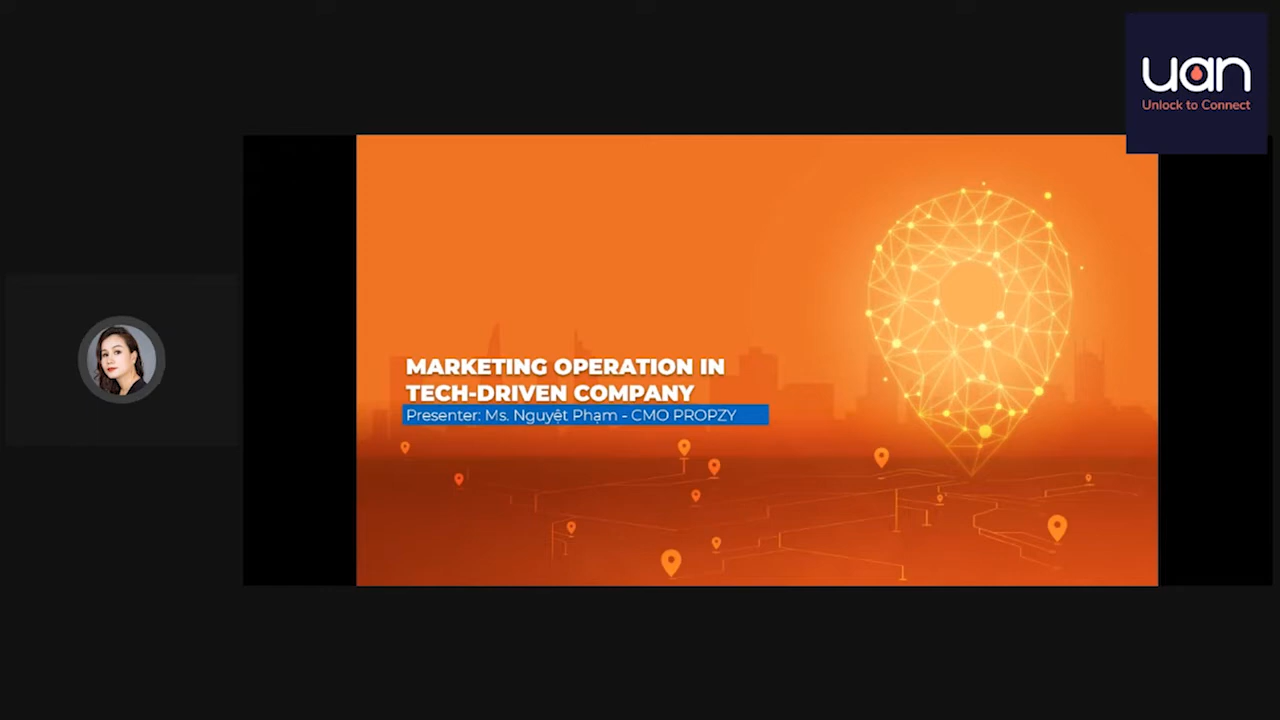 uan
Unlock to Connect
MARKETING OPERATION IN
TECH-DRIVEN COMPANY
Presenter: Ms. Nguyệt Phạm - CMO PROPZY